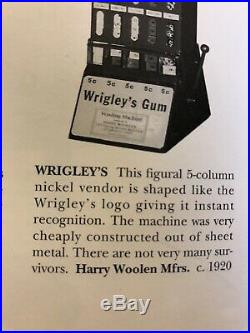 5c 5c 5c 5c 5c
Wrigley's Gum
Vending Machine
WRIGLEY'S This figural 5-column
nickel vendor is shaped like the
Wrigley's logo giving it instant
recognition. The machine was very
cheaply constructed out of sheet
metal. There are not very many sur-
vivors. Harry Woolen Mfrs. c. 1920